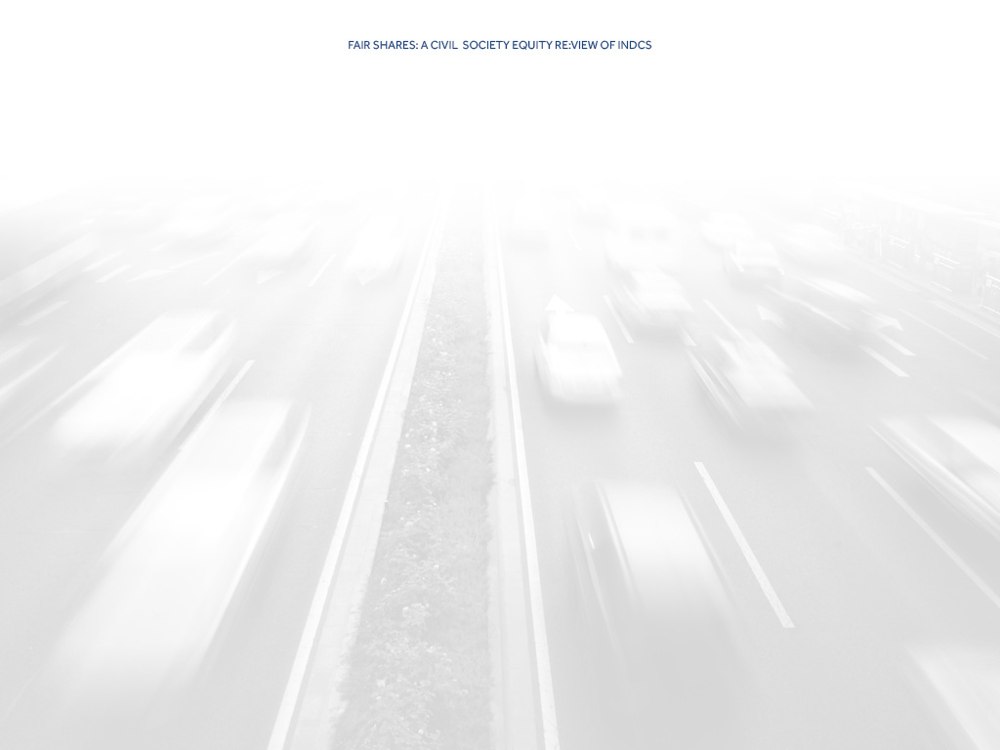 FAIR SHARES: A CIVIL SOCIETY EQUITY RE:VIEW OF INDCS